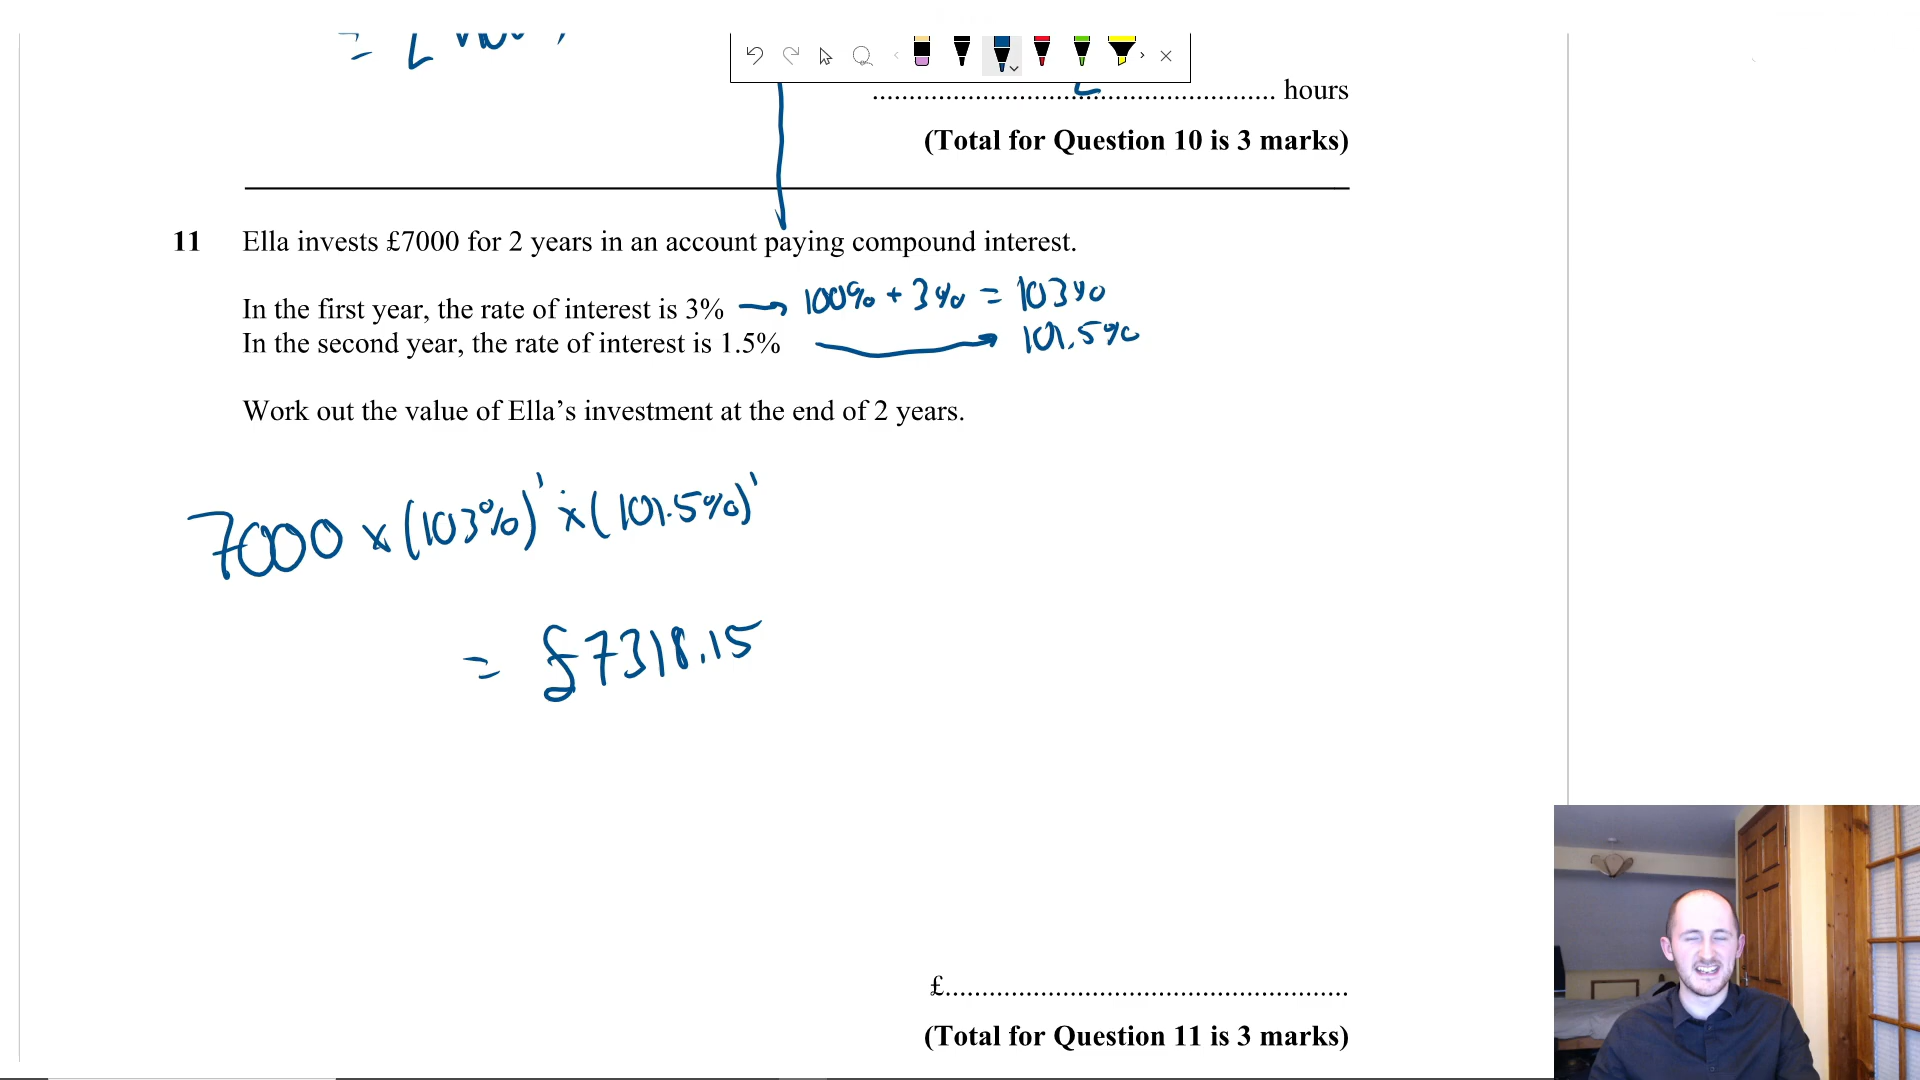 hours
(Total for Question 10 is 3 marks)
11 Ella invests £7000 for 2 years in an account paying compound interest.
In the first year, the rate of interest is 3% → 100% + 3% = 103%
In the second year, the rate of interest is 1.5% → 101.5%
Work out the value of Ella’s investment at the end of 2 years.
7000 × (103%)¹ × (101.5%)¹
= £7318.15
£......................................................
(Total for Question 11 is 3 marks)